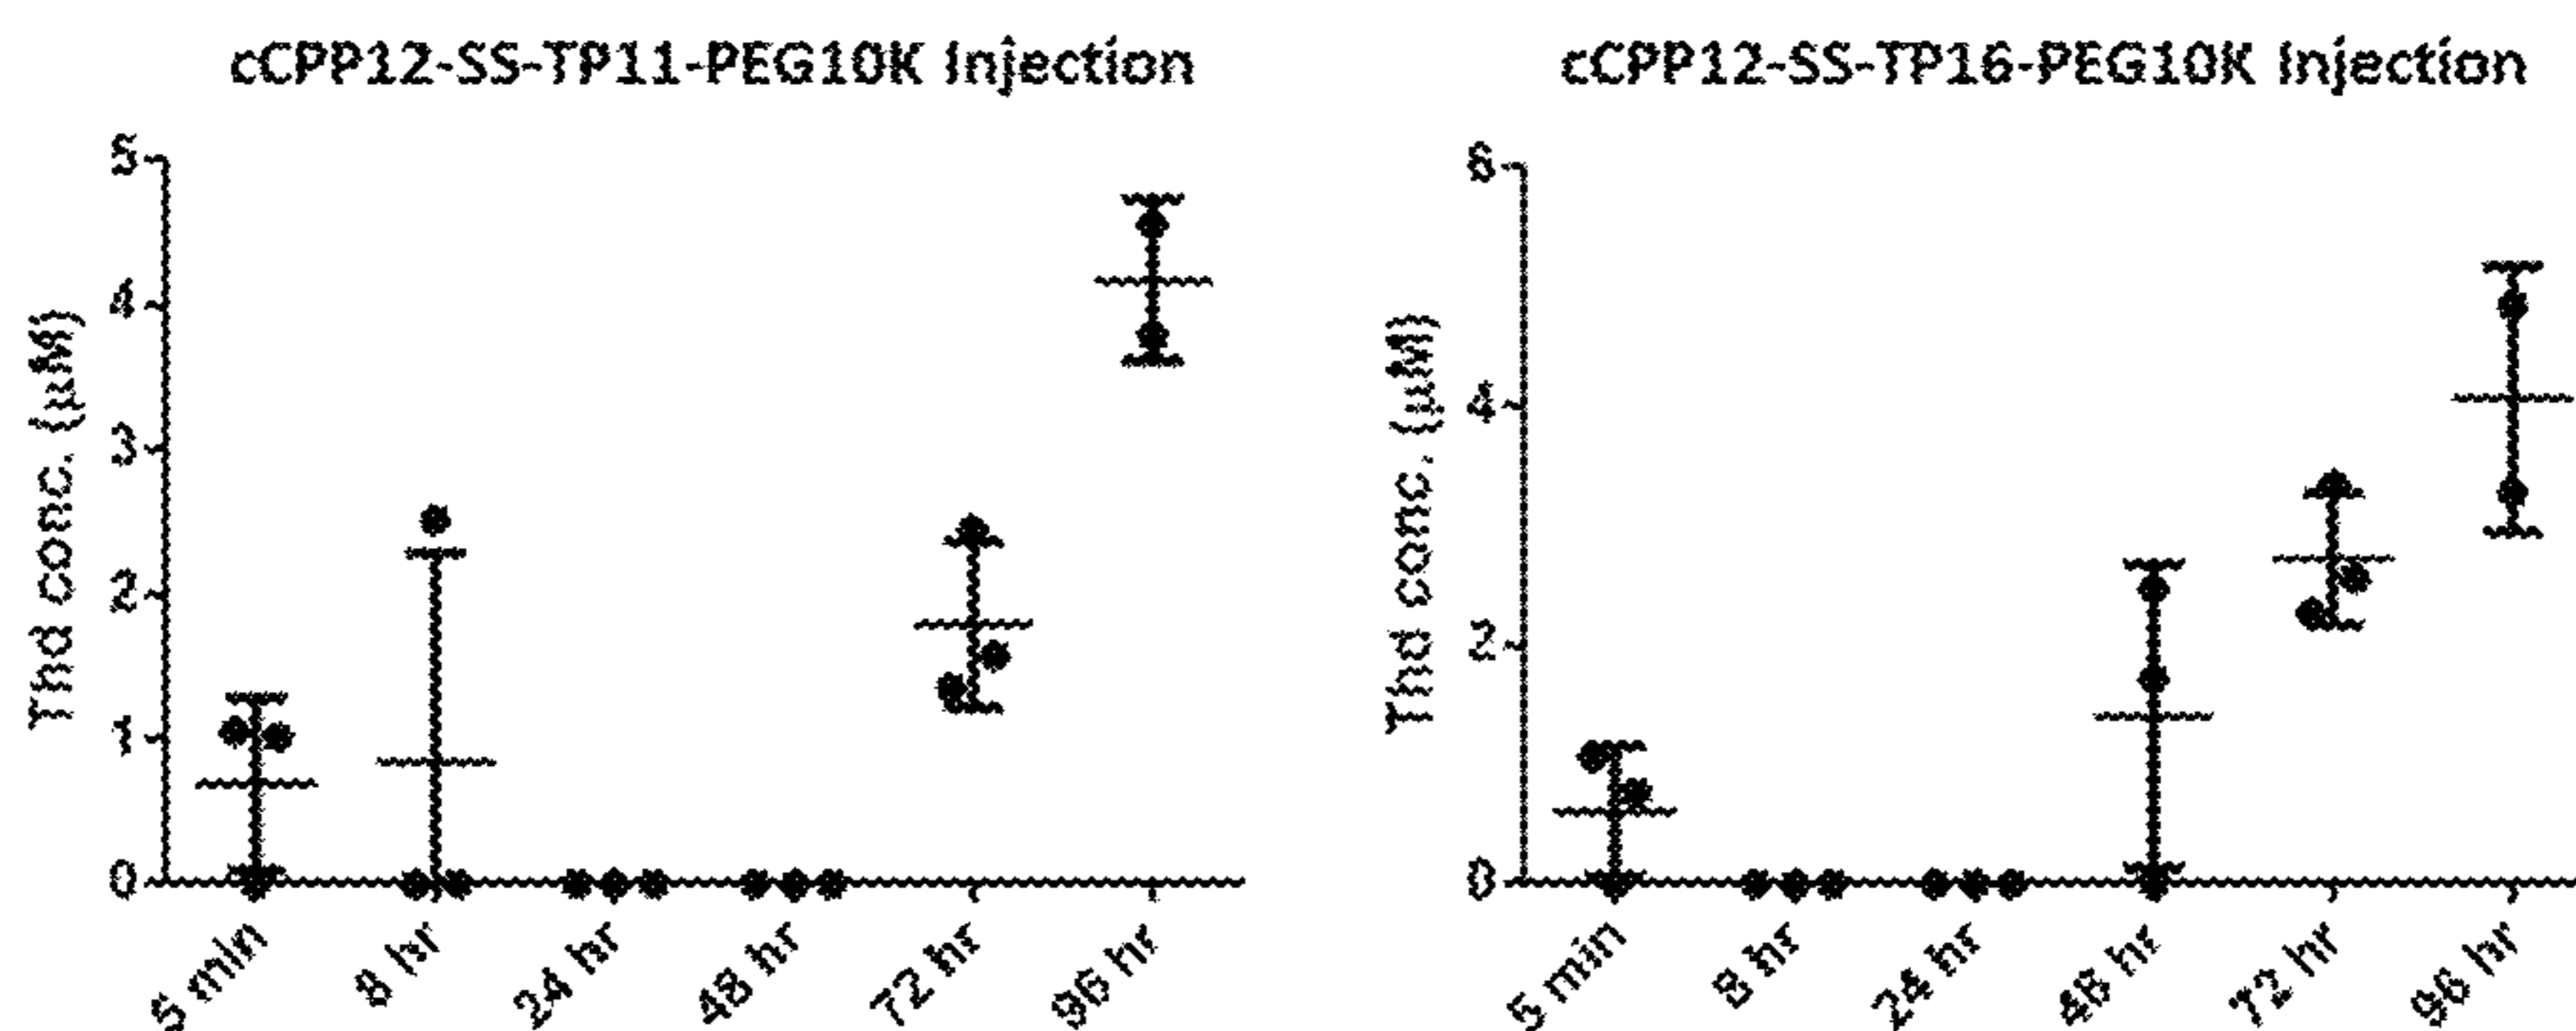 cCPP12-SS-TP11-PEG10K Injection
Thd conc. (µM)
5
4
3
2
1
0
5 min
8 hr
24 hr
48 hr
72 hr
96 hr
cCPP12-SS-TP16-PEG10K Injection
Thd conc. (µM)
6
4
2
0
5 min
8 hr
24 hr
48 hr
72 hr
96 hr